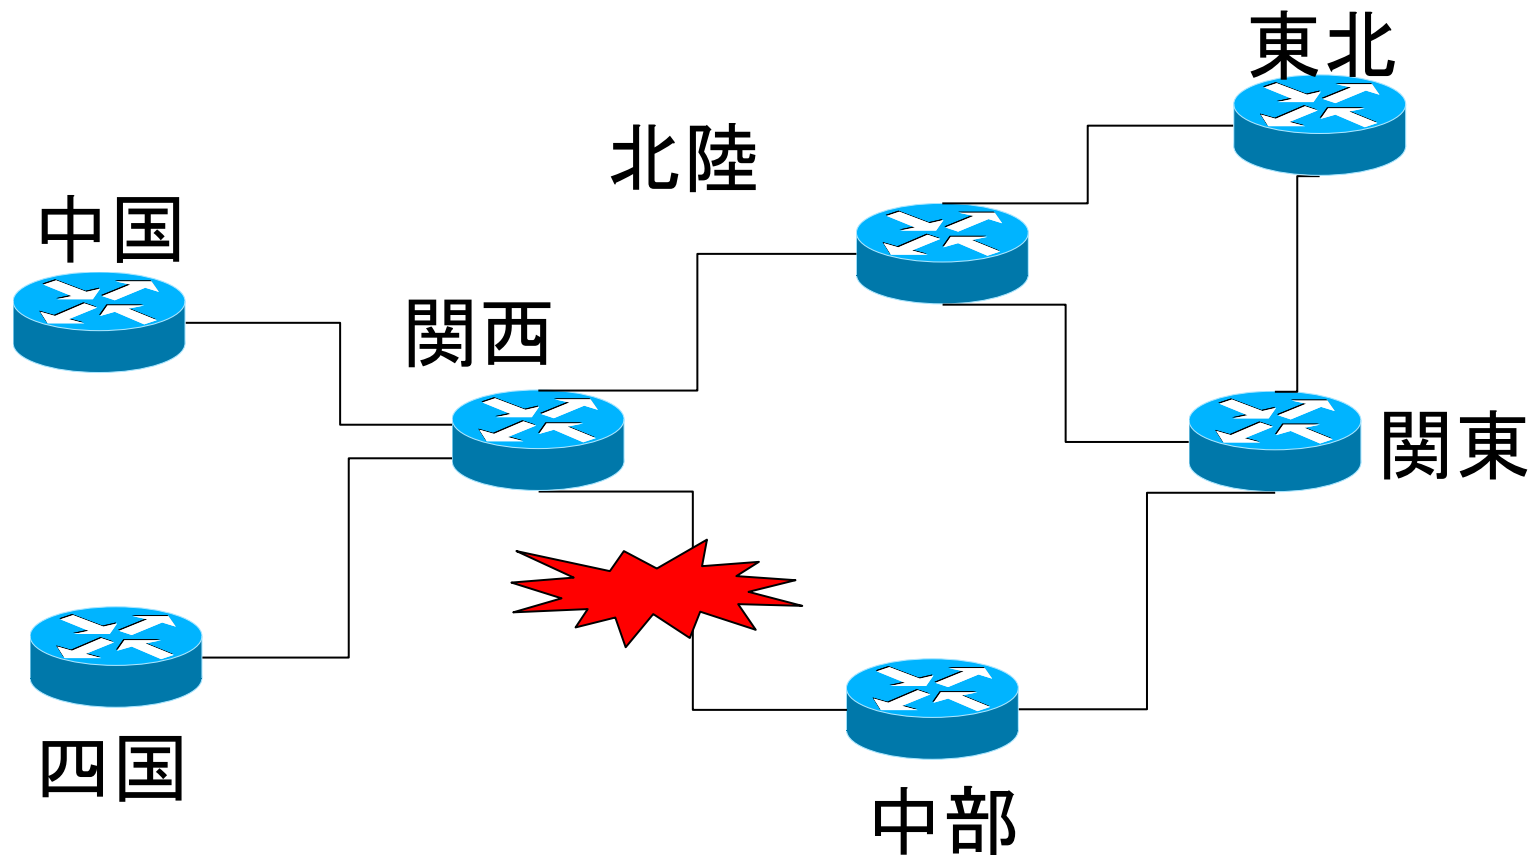 東北
北陸
中国
関西
関東
四国
中部